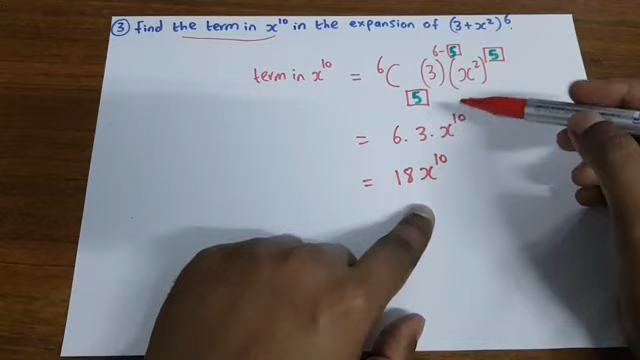 ③ find the term in x¹⁰ in the expansion of (3+x²)⁶.
term in x¹⁰ = ⁶C₅ (3)⁶⁻⁵ (x²)⁵
= 6.3.x¹⁰
= 18x¹⁰